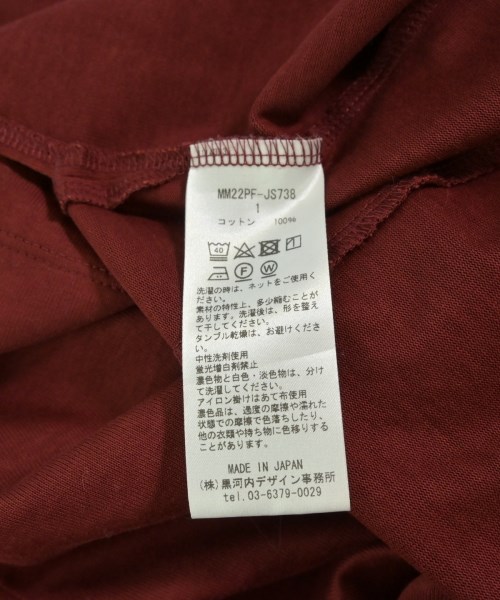 MM22PF-JS738
1
コットン 100%
40
F W
洗濯の時は、ネットをご使用く
ださい。
素材の特性上、多少縮むことが
あります。洗濯後は、形を整え
て干してください。
タンブル乾燥は、お避けくださ
い。
中性洗剤使用
蛍光増白剤禁止
濃色物と白色・淡色物は、分け
て洗濯してください。
アイロン掛けはあて布使用
濃色品は、過度の摩擦や濡れた
状態での摩擦で色落ちしたり、
他の衣類や持ち物に色移りする
ことがあります。
MADE IN JAPAN
(株)黒河内デザイン事務所
tel.03-6379-0029